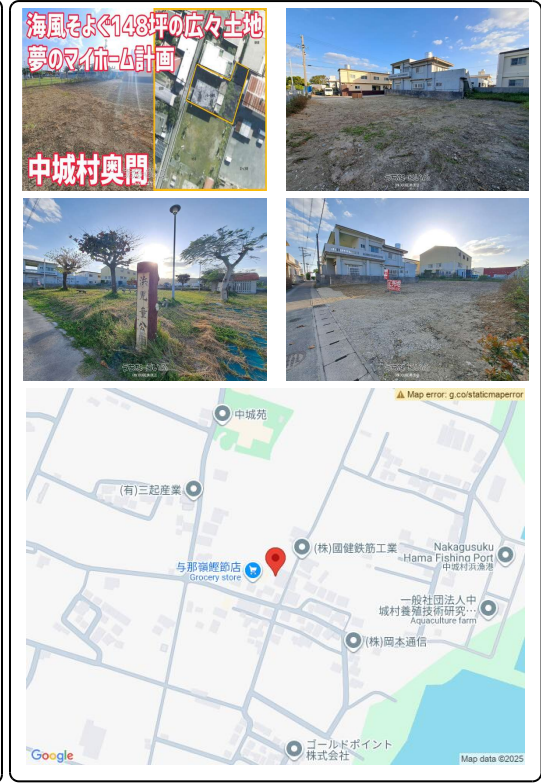 海風そよぐ148坪の広々土地
夢のマイホーム計画
中城村奥間
Map error: g.co/staticmaperror
中城苑
(有)三起産業
(株)國健鉄筋工業
与那嶺鰹節店
Grocery store
Nakagusuku
Hama Fishing Port
中城村浜漁港
一般社団法人中
城村養殖技術研究…
Aquaculture farm
(株)岡本通信
ゴールドポイント
株式会社
Google
Map data ©2025